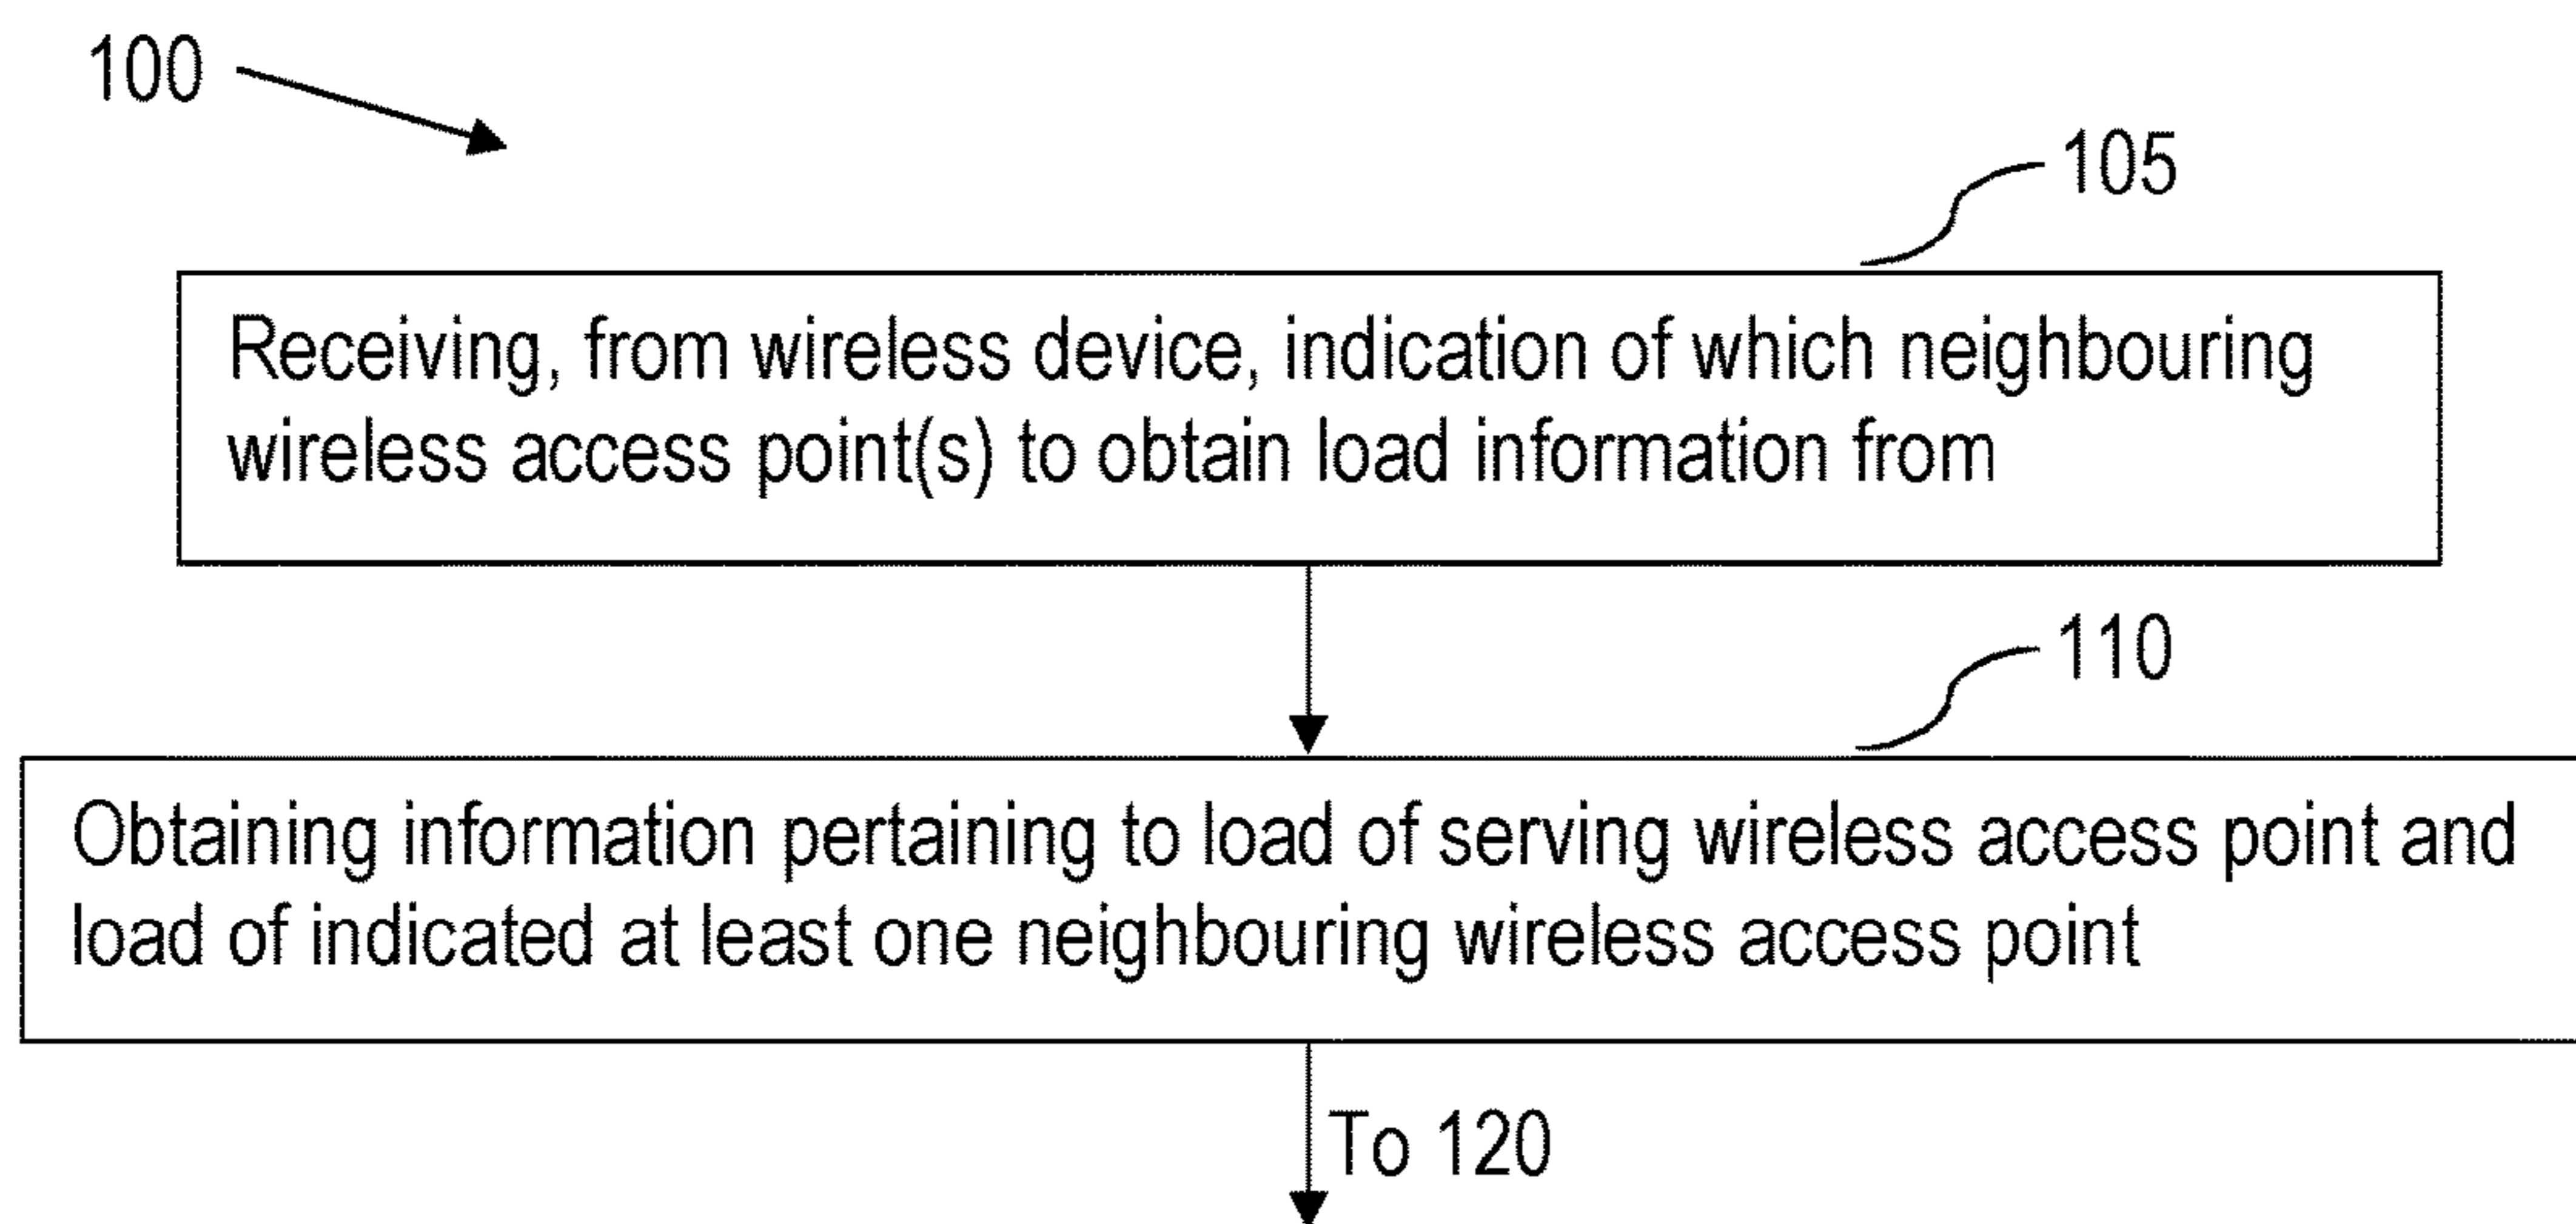 100
105
Receiving, from wireless device, indication of which neighbouring
wireless access point(s) to obtain load information from
110
Obtaining information pertaining to load of serving wireless access point and
load of indicated at least one neighbouring wireless access point
To 120